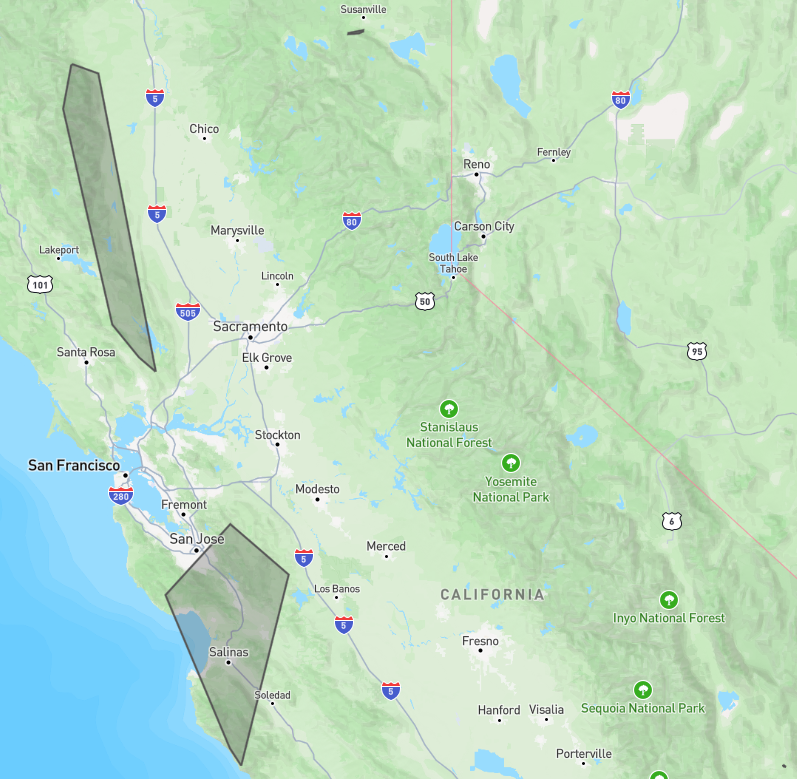 Susanville
5
80
Chico
Fernley
Reno
5
80
Marysville
Carson City
Lakeport
South Lake
Tahoe
Lincoln
101
50
505
Sacramento
Santa Rosa
Elk Grove
95
Stanislaus
National Forest
Stockton
San Francisco
Yosemite
National Park
280
Modesto
Fremont
6
San Jose
Merced
5
Los Banos
CALIFORNIA
Inyo National Forest
5
Fresno
Salinas
5
Soledad
Sequoia National Park
Hanford
Visalia
Porterville